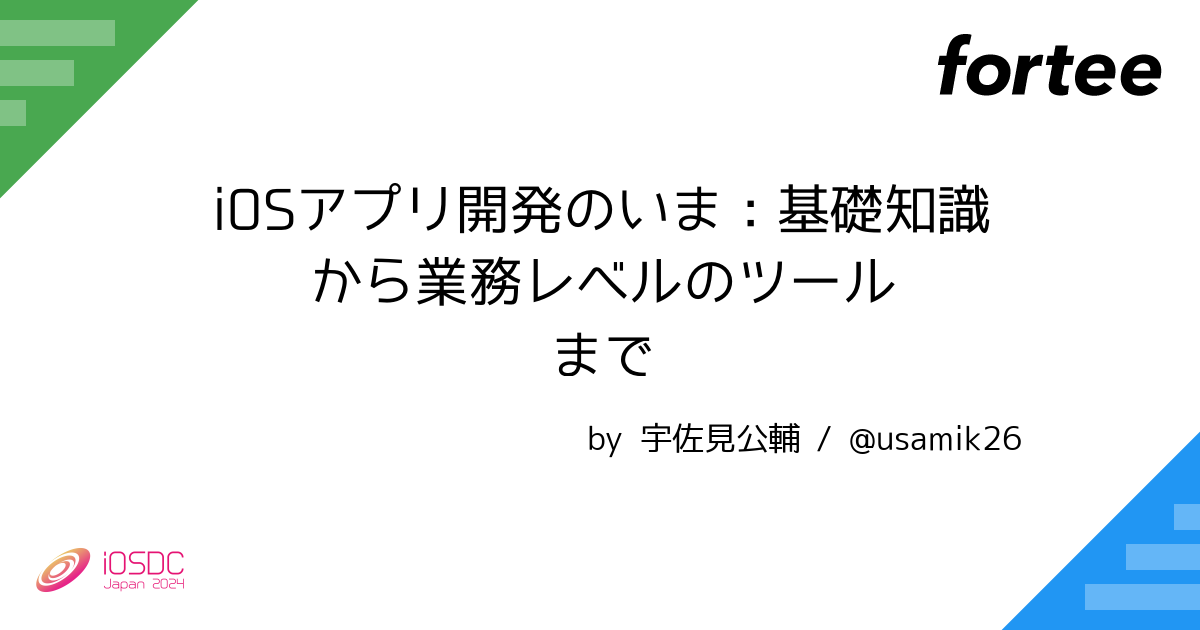 fortee
iOSアプリ開発のいま：基礎知識
から業務レベルのツール
まで
by 宇佐見公輔 / @usamik26
iOSDC
Japan 2024